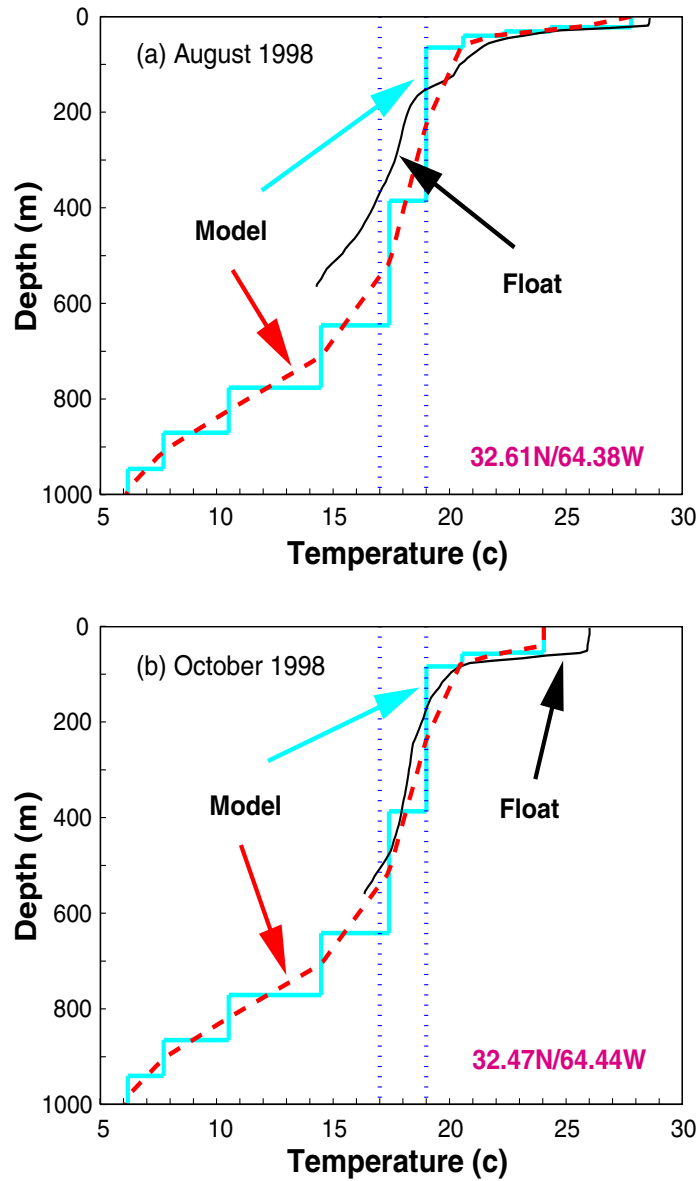 0
200
400
600
800
1000
Depth (m)
(a) August 1998
Model
Float
32.61N/64.38W
5
10
15
20
25
30
Temperature (c)
0
200
400
600
800
1000
Depth (m)
(b) October 1998
Model
Float
32.47N/64.44W
5
10
15
20
25
30
Temperature (c)